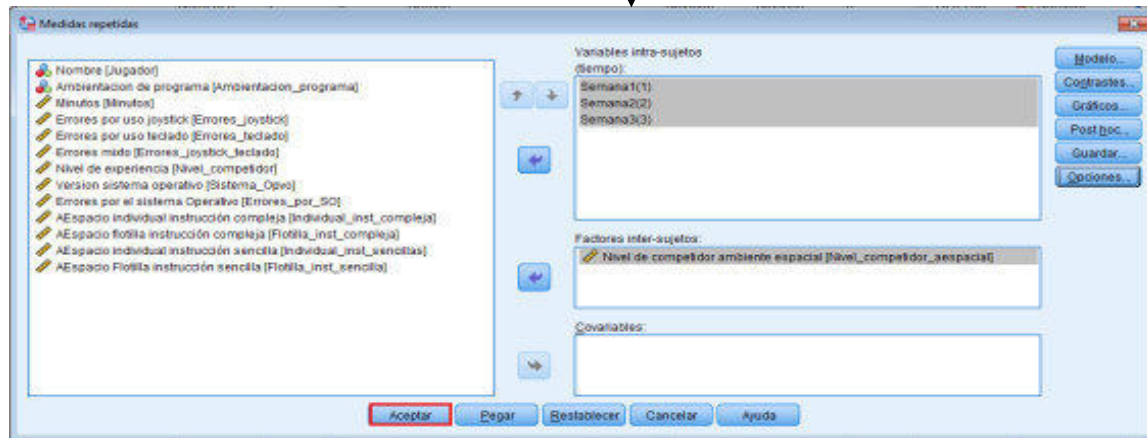 Medidas repetidas
Nombre [Jugador]
Ambientacion de programa [Ambientacion_programa]
Minutos [Minutos]
Errores por uso joystick [Errores_joystick]
Errores por uso teclado [Errores_teclado]
Errores mixto [Errores_joystick_teclado]
Nivel de experiencia [Nivel_competidor]
Version sistema operativo [Sistema_Opvo]
Errores por el sistema Operativo [Errores_por_SO]
AEspacio individual instrucción compleja [Individual_inst_compleja]
AEspacio flotilla instrucción compleja [Flotilla_inst_compleja]
AEspacio individual instrucción sencilla [Individual_inst_sencillas]
AEspacio Flotilla instrucción sencilla [Flotilla_inst_sencilla]
Variables intra-sujetos
(tiempo):
Semana1(1)
Semana2(2)
Semana3(3)
Factores inter-sujetos:
Nivel de competidor ambiente espacial [Nivel_competidor_aespacial]
Covariables:
Modelo...
Contrastes...
Gráficos...
Post hoc...
Guardar...
Opciones...
Aceptar
Pegar
Restablecer
Cancelar
Ayuda